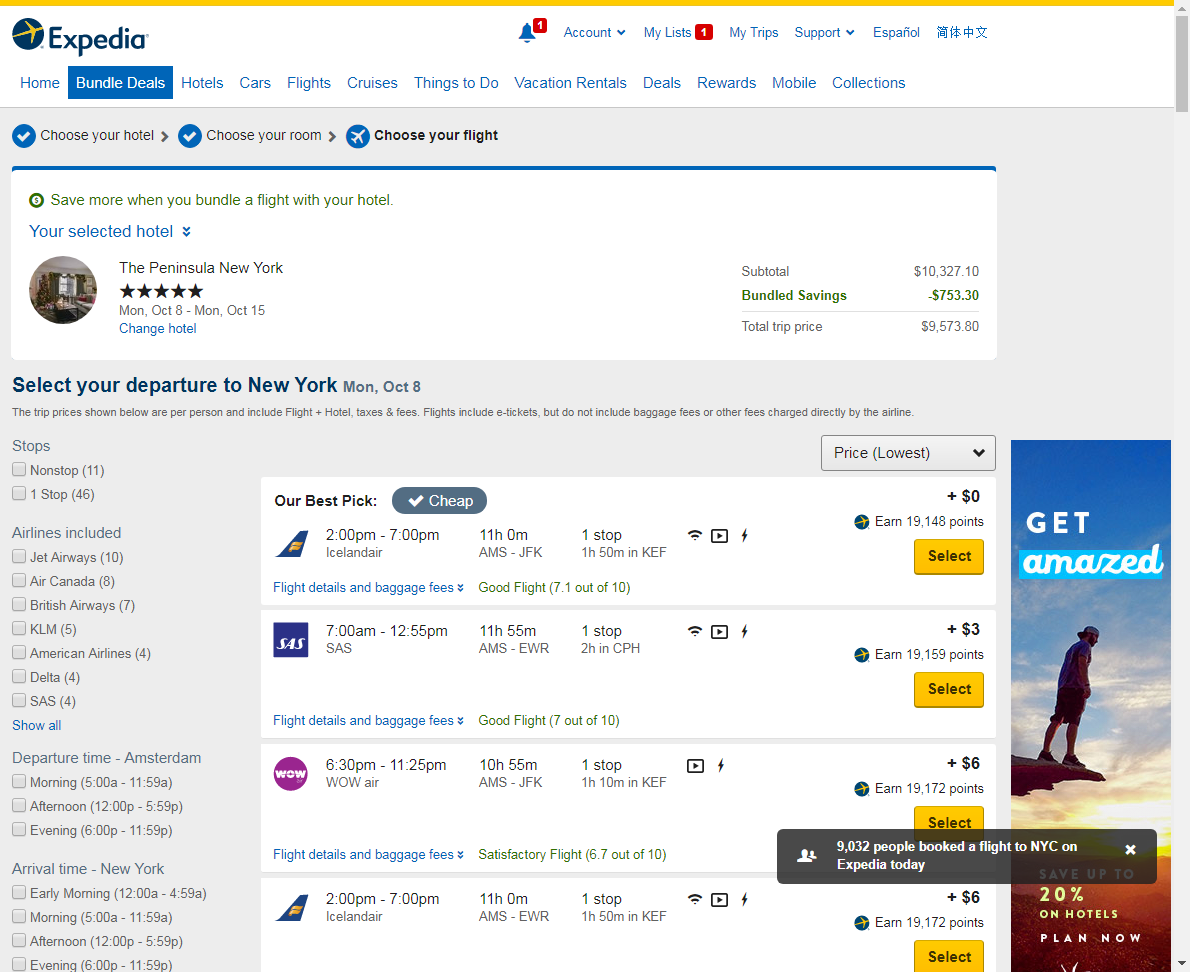 Expedia
1
Account
My Lists 1
My Trips
Support
Español
简体中文
Home
Bundle Deals
Hotels
Cars
Flights
Cruises
Things to Do
Vacation Rentals
Deals
Rewards
Mobile
Collections
Choose your hotel
Choose your room
Choose your flight
Save more when you bundle a flight with your hotel.
Your selected hotel
The Peninsula New York
Mon, Oct 8 - Mon, Oct 15
Change hotel
Subtotal $10,327.10
Bundled Savings -$753.30
Total trip price $9,573.80
Select your departure to New York Mon, Oct 8
The trip prices shown below are per person and include Flight + Hotel, taxes & fees. Flights include e-tickets, but do not include baggage fees or other fees charged directly by the airline.
Stops
Nonstop (11)
1 Stop (46)
Airlines included
Jet Airways (10)
Air Canada (8)
British Airways (7)
KLM (5)
American Airlines (4)
Delta (4)
SAS (4)
Show all
Departure time - Amsterdam
Morning (5:00a - 11:59a)
Afternoon (12:00p - 5:59p)
Evening (6:00p - 11:59p)
Arrival time - New York
Early Morning (12:00a - 4:59a)
Morning (5:00a - 11:59a)
Afternoon (12:00p - 5:59p)
Evening (6:00p - 11:59p)
Price (Lowest)
Our Best Pick: Cheap
+ $0
2:00pm - 7:00pm 11h 0m 1 stop
Icelandair AMS - JFK 1h 50m in KEF
Earn 19,148 points
Select
Flight details and baggage fees Good Flight (7.1 out of 10)
SAS
7:00am - 12:55pm 11h 55m 1 stop
SAS AMS - EWR 2h in CPH
+ $3
Earn 19,159 points
Select
Flight details and baggage fees Good Flight (7 out of 10)
WOW
6:30pm - 11:25pm 10h 55m 1 stop
WOW air AMS - JFK 1h 10m in KEF
+ $6
Earn 19,172 points
Select
Flight details and baggage fees Satisfactory Flight (6.7 out of 10)
2:00pm - 7:00pm 11h 0m 1 stop
Icelandair AMS - EWR 1h 50m in KEF
+ $6
Earn 19,172 points
Select
9,032 people booked a flight to NYC on
Expedia today
GET
amazed
SAVE UP TO
20%
ON HOTELS
PLAN NOW